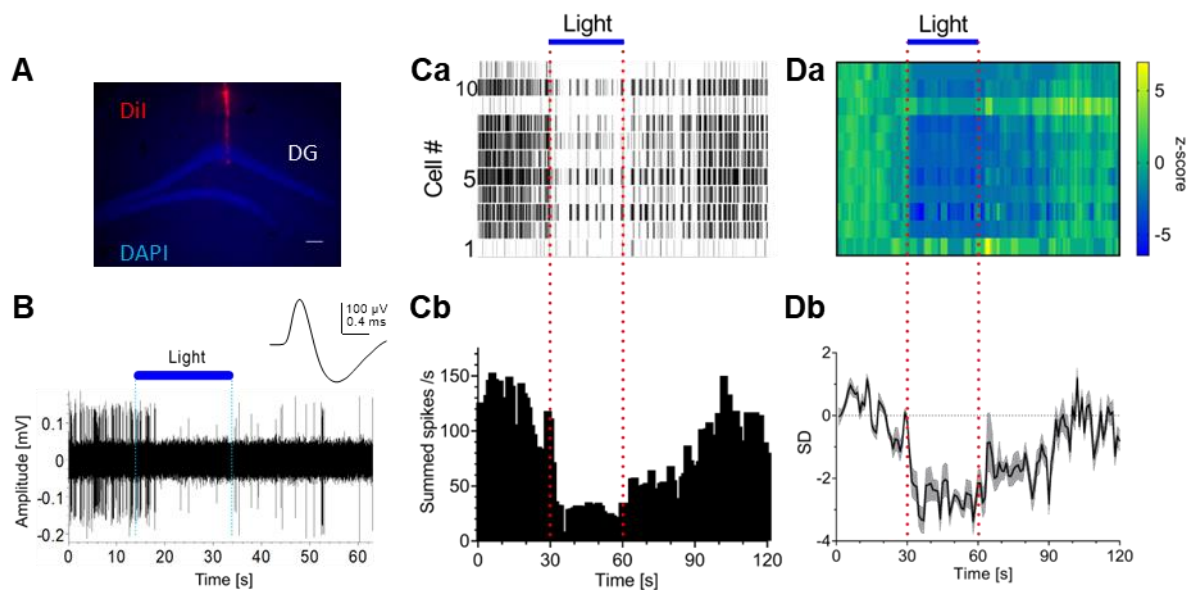 A
DiI
DG
DAPI
B
100 µV
0.4 ms
Light
0.1
0
-0.1
-0.2
Amplitude [mV]
0 10 20 30 40 50 60
Time [s]
Light
Ca
10
5
1
Cell #
Cb
150
100
50
0
Summed spikes /s
0 30 60 90 120
Time [s]
Light
Da
5
0
-5
z-score
Db
2
0
-2
-4
SD
0 30 60 90 120
Time [s]